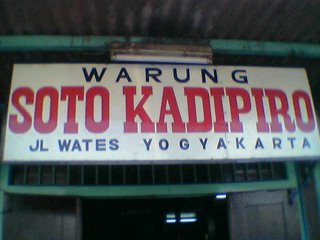 WARUNG
SOTO KADIPIRO
JL WATES YOGYAKARTA